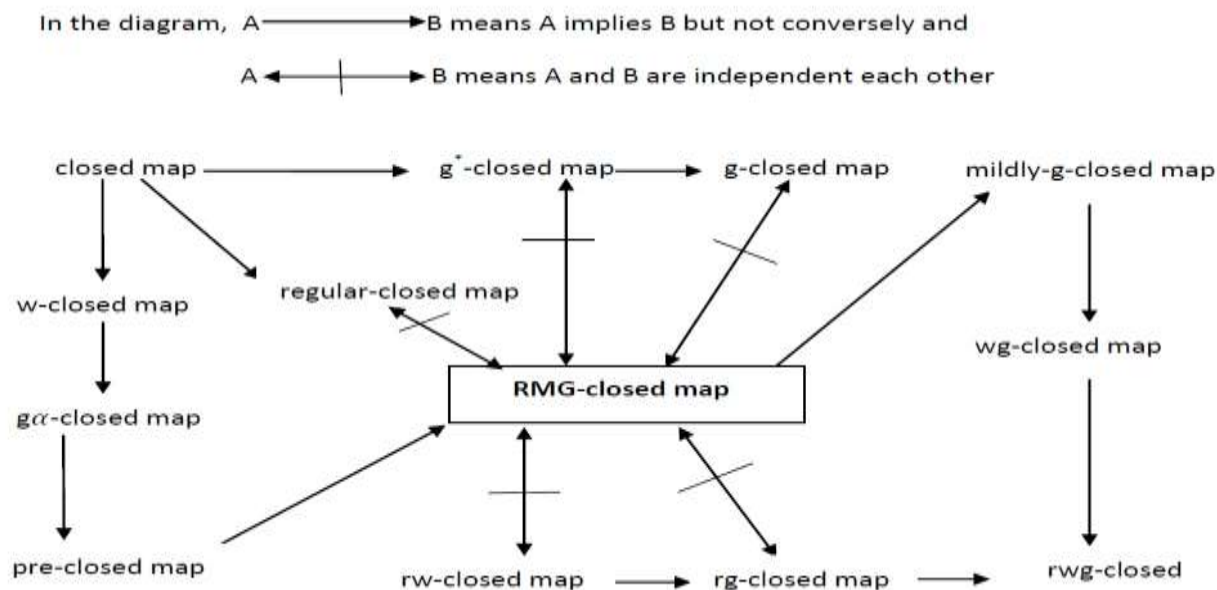 In the diagram, A B means A implies B but not conversely and
A B means A and B are independent each other
closed map g*-closed map g-closed map mildly-g-closed map
regular-closed map
w-closed map
wg-closed map
RMG-closed map
gα-closed map
pre-closed map rw-closed map rg-closed map rwg-closed